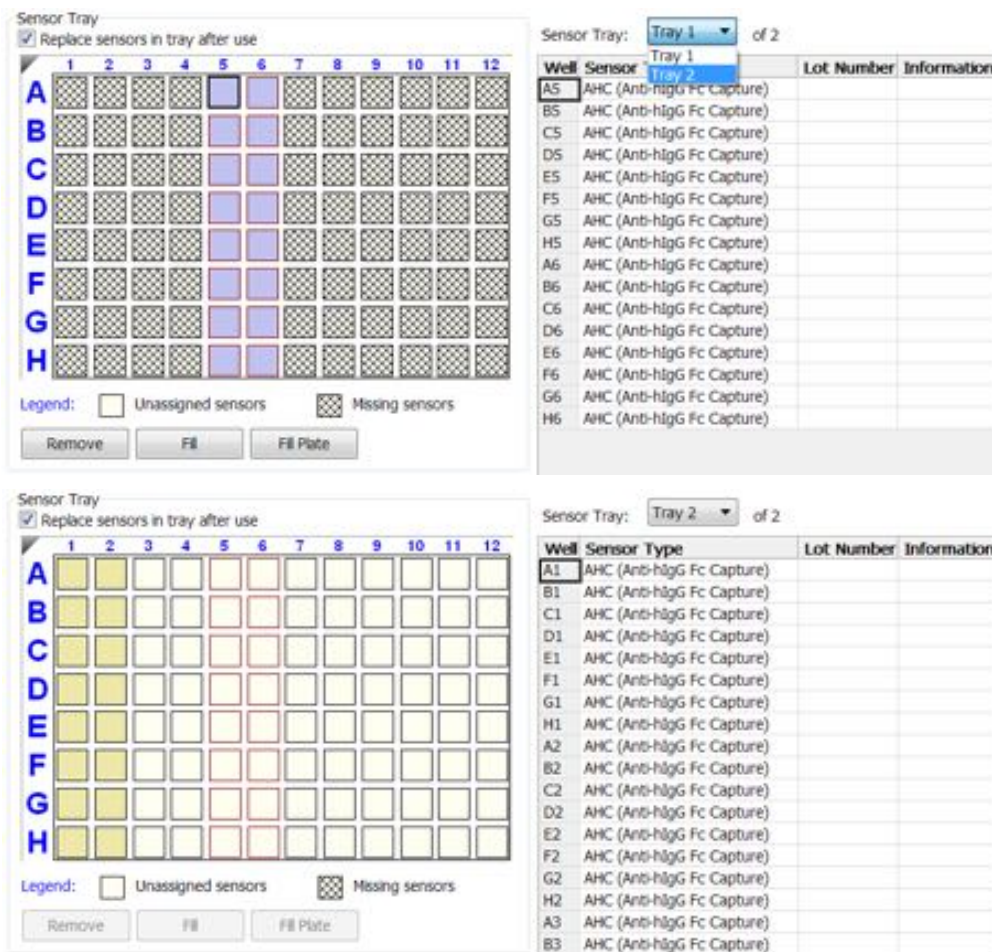 Sensor Tray
Replace sensors in tray after use
1 2 3 4 5 6 7 8 9 10 11 12
A
B
C
D
E
F
G
H
Legend: Unassigned sensors Missing sensors
Remove Fill Fill Plate
Sensor Tray: Tray 1 of 2
Tray 1
Tray 2
Well Sensor Lot Number Information
A5 AHC (Anti-hIgG Fc Capture)
B5 AHC (Anti-hIgG Fc Capture)
C5 AHC (Anti-hIgG Fc Capture)
D5 AHC (Anti-hIgG Fc Capture)
E5 AHC (Anti-hIgG Fc Capture)
F5 AHC (Anti-hIgG Fc Capture)
G5 AHC (Anti-hIgG Fc Capture)
H5 AHC (Anti-hIgG Fc Capture)
A6 AHC (Anti-hIgG Fc Capture)
B6 AHC (Anti-hIgG Fc Capture)
C6 AHC (Anti-hIgG Fc Capture)
D6 AHC (Anti-hIgG Fc Capture)
E6 AHC (Anti-hIgG Fc Capture)
F6 AHC (Anti-hIgG Fc Capture)
G6 AHC (Anti-hIgG Fc Capture)
H6 AHC (Anti-hIgG Fc Capture)
Sensor Tray
Replace sensors in tray after use
1 2 3 4 5 6 7 8 9 10 11 12
A
B
C
D
E
F
G
H
Legend: Unassigned sensors Missing sensors
Remove Fill Fill Plate
Sensor Tray: Tray 2 of 2
Well Sensor Type Lot Number Information
A1 AHC (Anti-hIgG Fc Capture)
B1 AHC (Anti-hIgG Fc Capture)
C1 AHC (Anti-hIgG Fc Capture)
D1 AHC (Anti-hIgG Fc Capture)
E1 AHC (Anti-hIgG Fc Capture)
F1 AHC (Anti-hIgG Fc Capture)
G1 AHC (Anti-hIgG Fc Capture)
H1 AHC (Anti-hIgG Fc Capture)
A2 AHC (Anti-hIgG Fc Capture)
B2 AHC (Anti-hIgG Fc Capture)
C2 AHC (Anti-hIgG Fc Capture)
D2 AHC (Anti-hIgG Fc Capture)
E2 AHC (Anti-hIgG Fc Capture)
F2 AHC (Anti-hIgG Fc Capture)
G2 AHC (Anti-hIgG Fc Capture)
H2 AHC (Anti-hIgG Fc Capture)
A3 AHC (Anti-hIgG Fc Capture)
B3 AHC (Anti-hIgG Fc Capture)